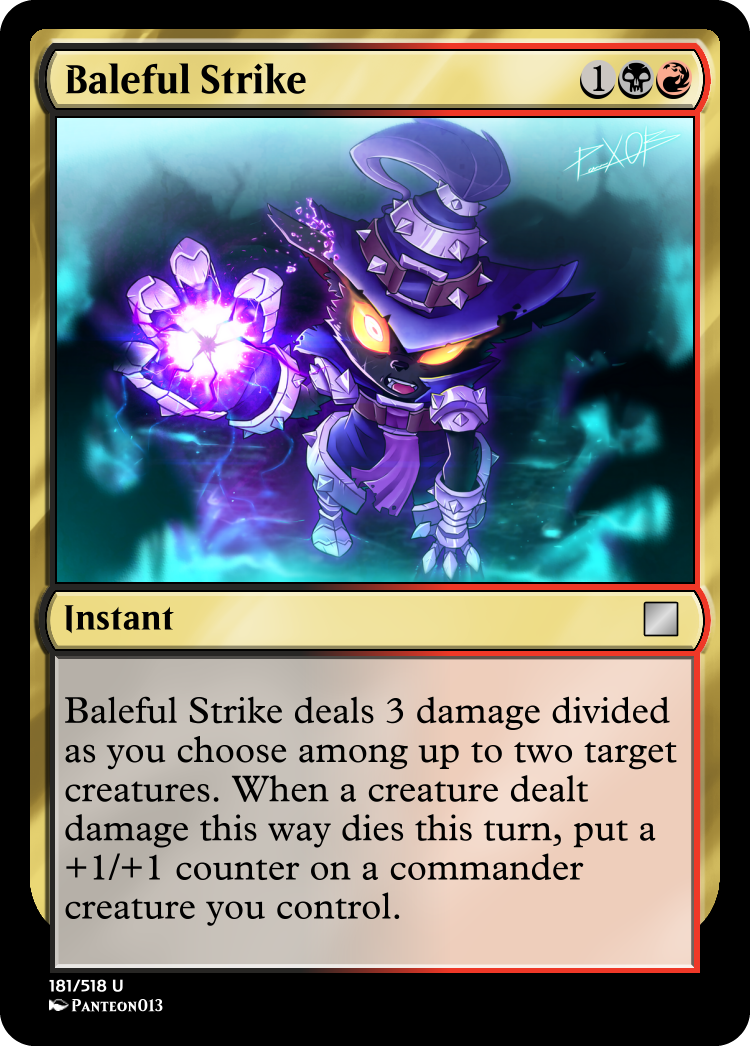 Baleful Strike 1
PEXOF
Instant
Baleful Strike deals 3 damage divided
as you choose among up to two target
creatures. When a creature dealt
damage this way dies this turn, put a
+1/+1 counter on a commander
creature you control.
181/518 U
Panteon013